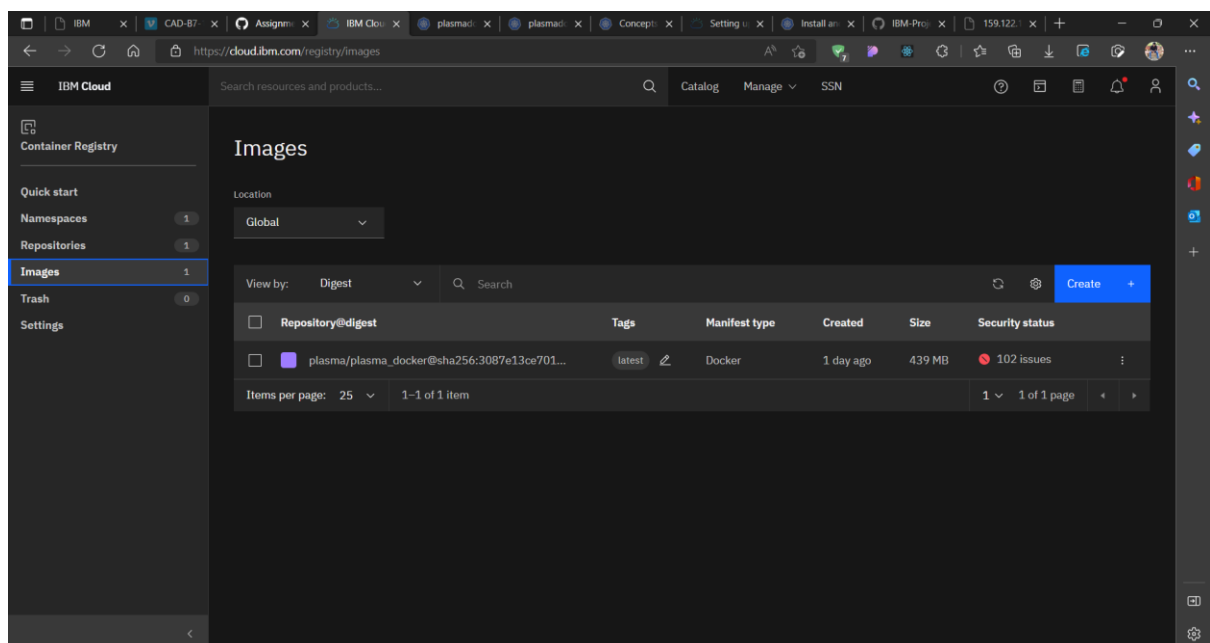 IBM
CAD-B7-
Assignme
IBM Clou
plasmad
plasmad
Concepts
Setting u
Install an
IBM-Proj
159.122.1
https://cloud.ibm.com/registry/images
7
IBM Cloud
Search resources and products...
Catalog
Manage
SSN
Container Registry
Quick start
Namespaces 1
Repositories 1
Images 1
Trash 0
Settings
Images
Location
Global
View by: Digest
Search
Create +
Repository@digest Tags Manifest type Created Size Security status
plasma/plasma_docker@sha256:3087e13ce701... latest Docker 1 day ago 439 MB 102 issues
Items per page: 25 1–1 of 1 item 1 1 of 1 page